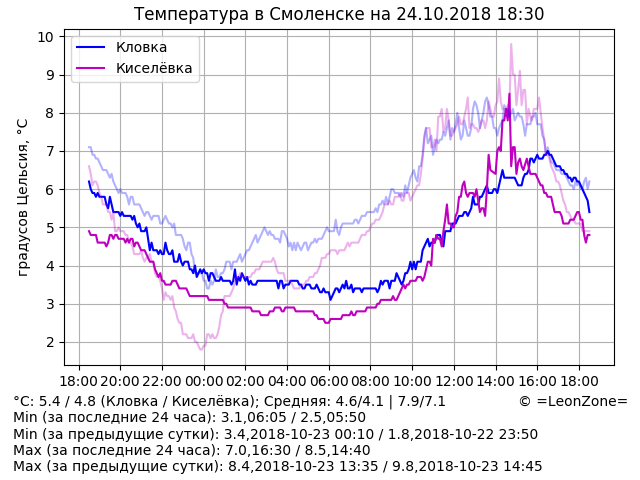 Температура в Смоленске на 24.10.2018 18:30
Кловка
Киселёвка
градусов Цельсия, °C
10
9
8
7
6
5
4
3
2
18:00 20:00 22:00 00:00 02:00 04:00 06:00 08:00 10:00 12:00 14:00 16:00 18:00
°C: 5.4 / 4.8 (Кловка / Киселёвка); Средняя: 4.6/4.1 | 7.9/7.1
© =LeonZone=
Min (за последние 24 часа): 3.1,06:05 / 2.5,05:50
Min (за предыдущие сутки): 3.4,2018-10-23 00:10 / 1.8,2018-10-22 23:50
Max (за последние 24 часа): 7.0,16:30 / 8.5,14:40
Max (за предыдущие сутки): 8.4,2018-10-23 13:35 / 9.8,2018-10-23 14:45